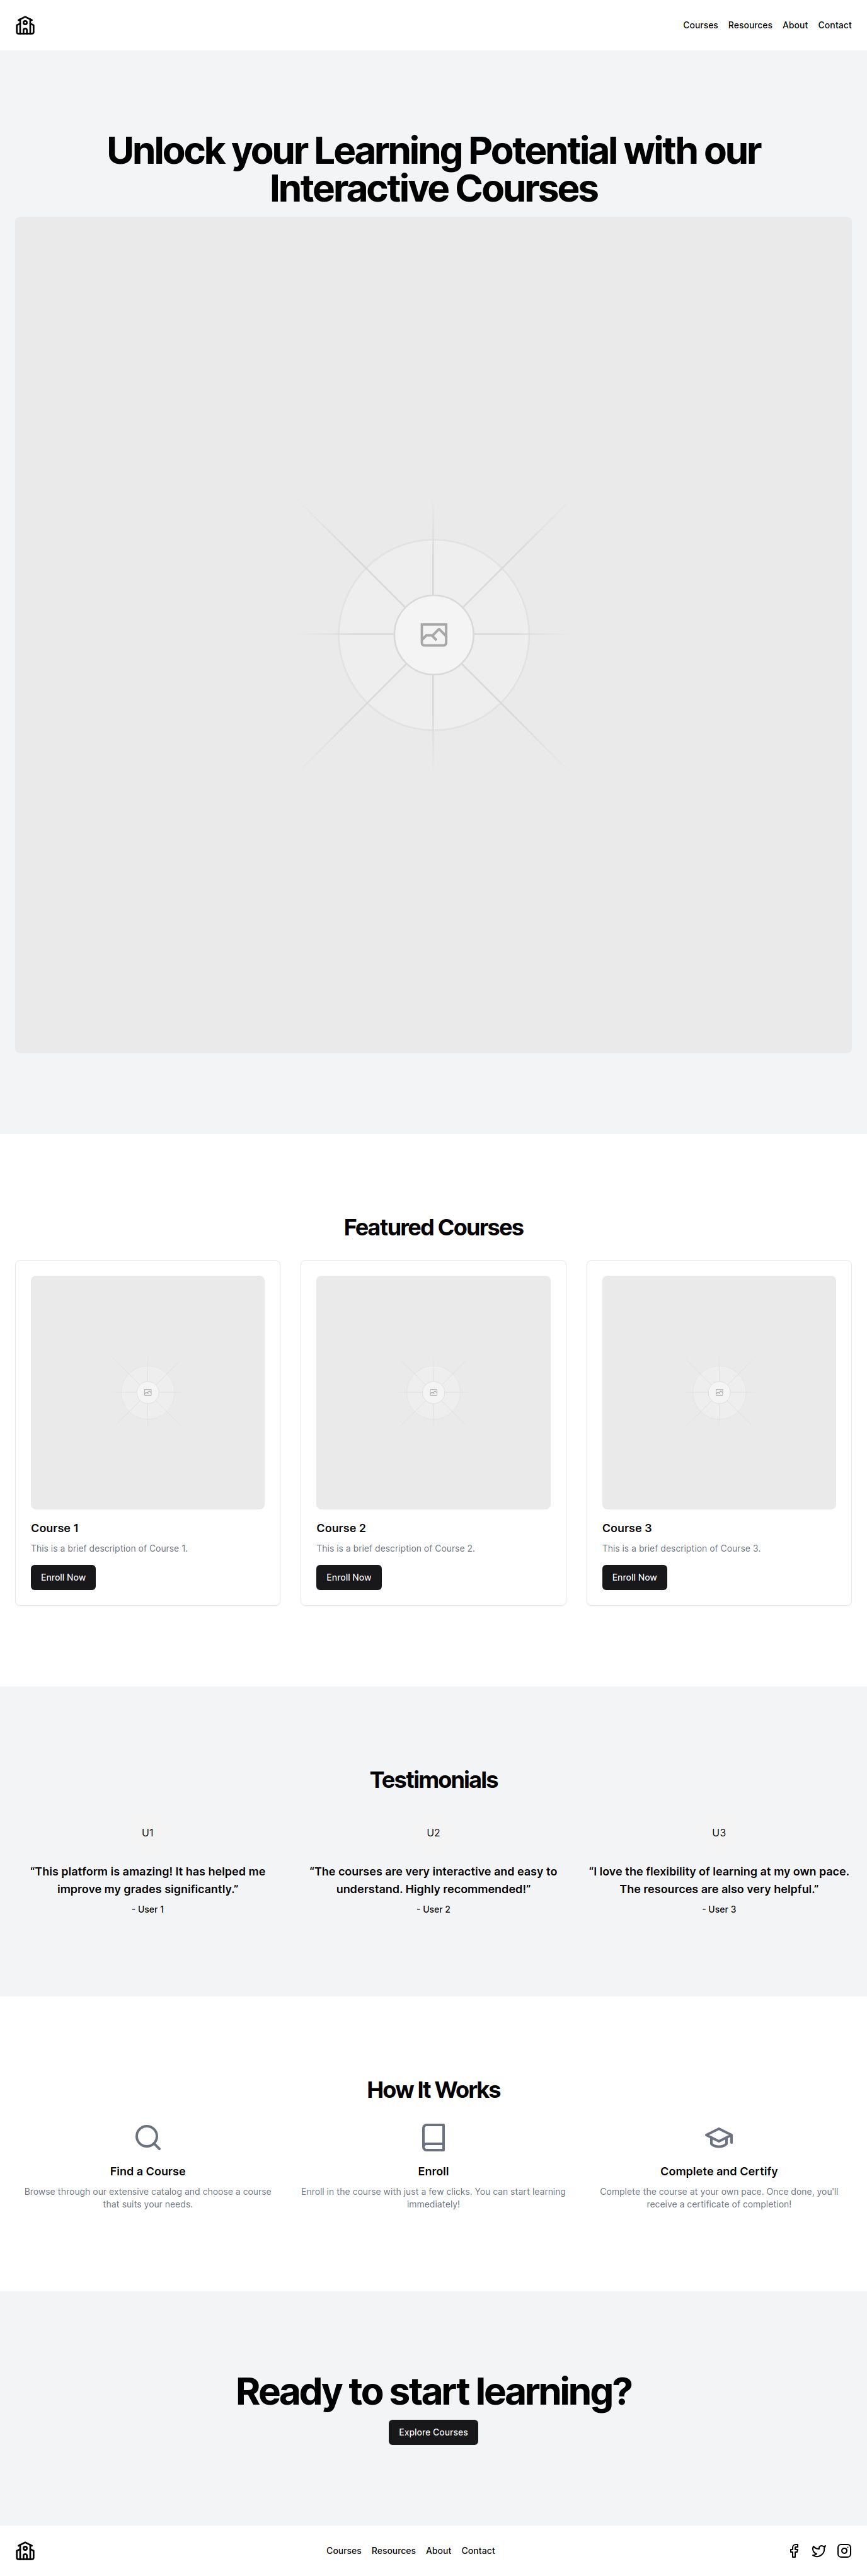 Courses Resources About Contact
Unlock your Learning Potential with our
Interactive Courses
Featured Courses
Course 1
This is a brief description of Course 1.
Enroll Now
Course 2
This is a brief description of Course 2.
Enroll Now
Course 3
This is a brief description of Course 3.
Enroll Now
Testimonials
U1
“This platform is amazing! It has helped me
improve my grades significantly.”
- User 1
U2
“The courses are very interactive and easy to
understand. Highly recommended!”
- User 2
U3
“I love the flexibility of learning at my own pace.
The resources are also very helpful.”
- User 3
How It Works
Find a Course
Browse through our extensive catalog and choose a course
that suits your needs.
Enroll
Enroll in the course with just a few clicks. You can start learning
immediately!
Complete and Certify
Complete the course at your own pace. Once done, you'll
receive a certificate of completion!
Ready to start learning?
Explore Courses
Courses Resources About Contact